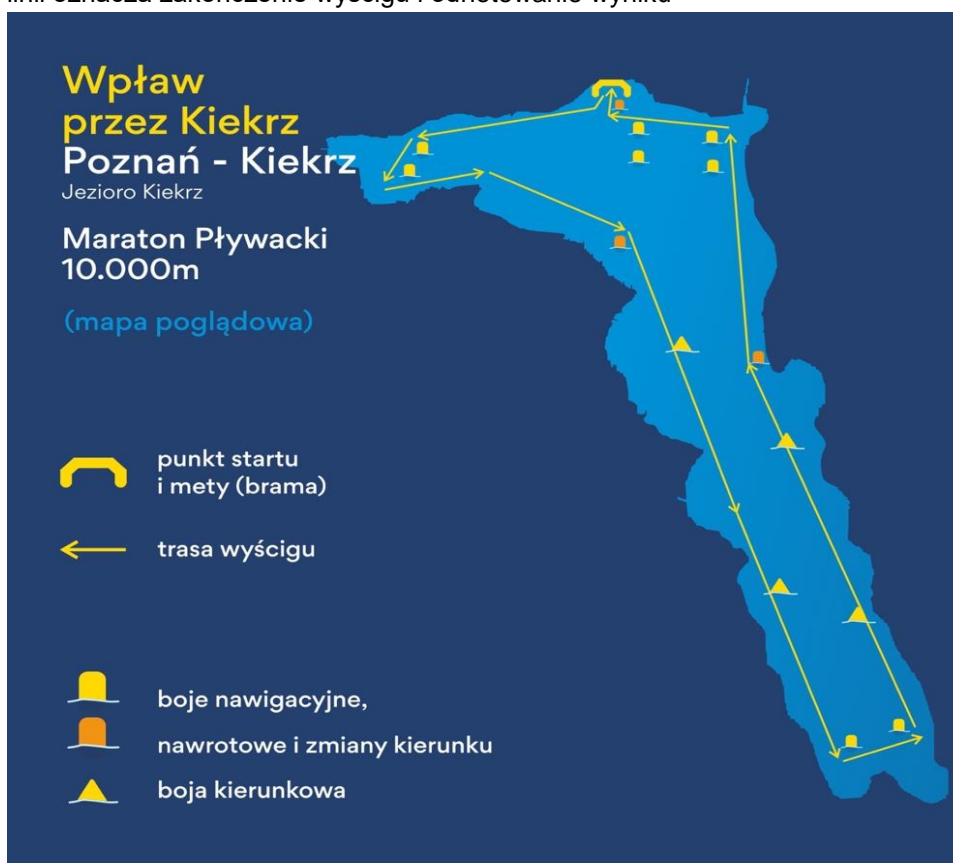 linii oznacza zakończenie wyścigu i odnotowanie wyniku
Wpław
przez Kiekrz
Poznań - Kiekrz
Jezioro Kiekrz
Maraton Pływacki
10.000m
(mapa poglądowa)
punkt startu
i mety (brama)
trasa wyścigu
boje nawigacyjne,
nawrotowe i zmiany kierunku
boja kierunkowa